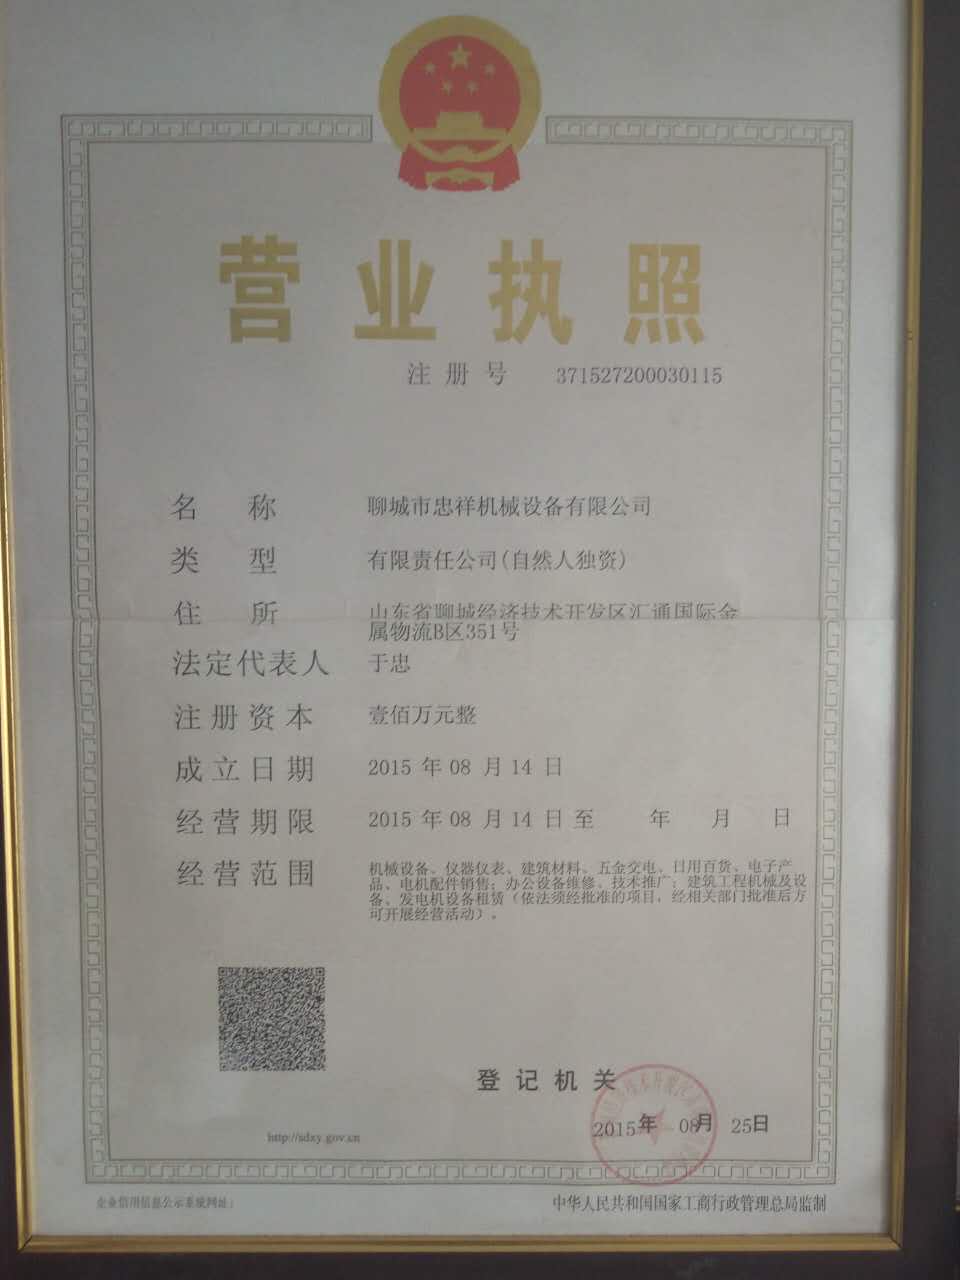 营业执照
注册号 371527200030115
名称 聊城市忠祥机械设备有限公司
类型 有限责任公司(自然人独资)
住所 山东省聊城经济技术开发区汇通国际金
属物流B区351号
法定代表人 于忠
注册资本 壹佰万元整
成立日期 2015 年 08 月 14 日
经营期限 2015 年 08 月 14 日 至 年 月 日
经营范围 机械设备、仪器仪表、建筑材料、五金交电、日用百货、电子产
品、电机配件销售；办公设备维修、技术推广；建筑工程机械及设
备、发电机设备租赁（依法须经批准的项目，经相关部门批准后方
可开展经营活动）。
登记机关
2015年 08月 25日
http://sdxy.gov.cn
企业信用信息公示系统网址：
中华人民共和国国家工商行政管理总局监制